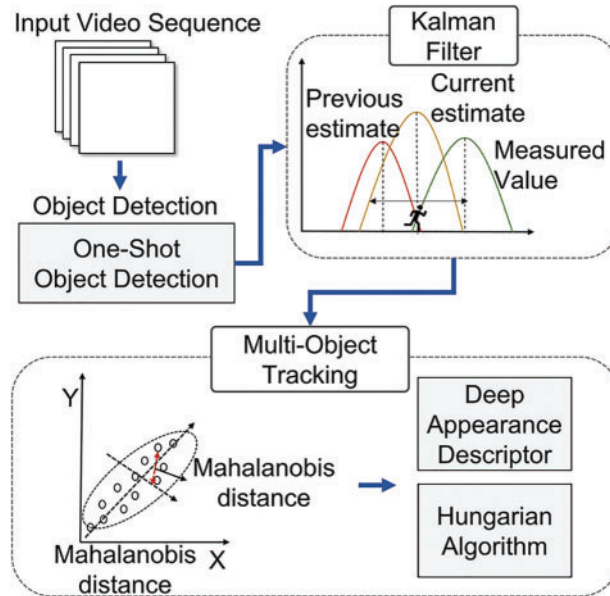 Input Video Sequence
Object Detection
One-Shot
Object Detection
Kalman
Filter
Previous
estimate
Current
estimate
Measured
Value
Multi-Object
Tracking
Y
Mahalanobis
distance
X
Mahalanobis
distance
Deep
Appearance
Descriptor
Hungarian
Algorithm